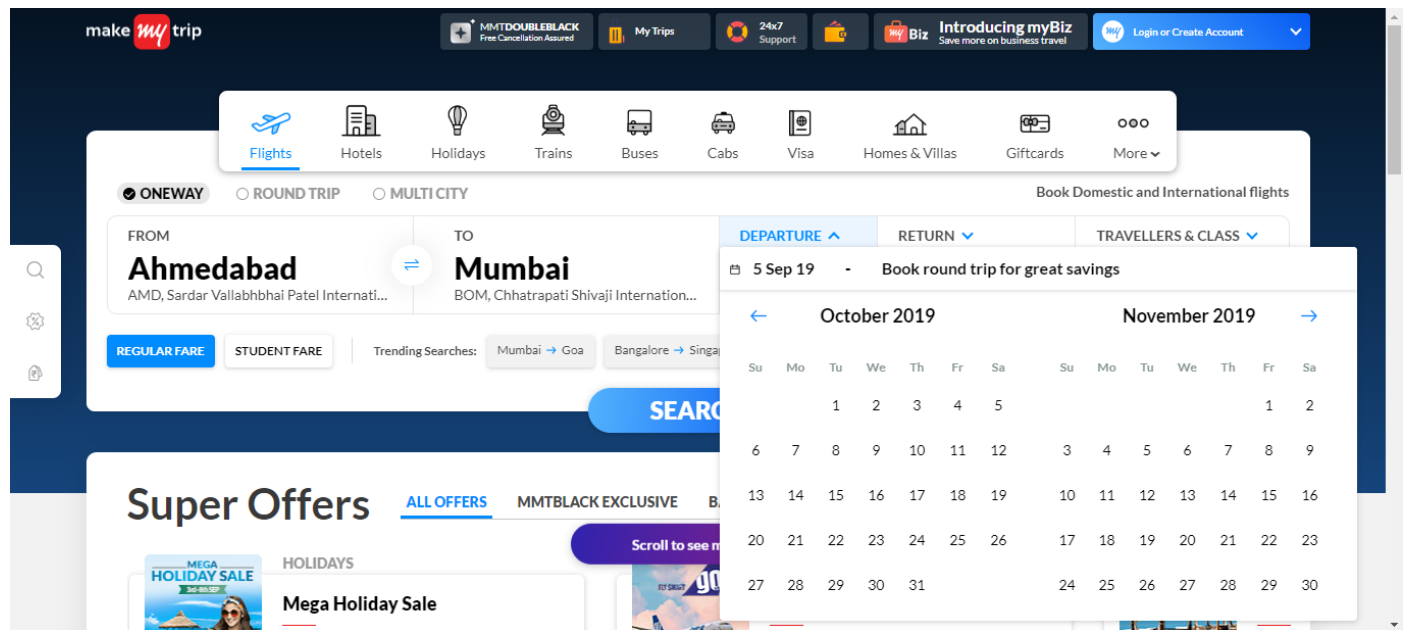 make my trip
MMTDOUBLEBLACK
Free Cancellation Assured
My Trips
24x7
Support
my Biz
Introducing myBiz
Save more on business travel
my
Login or Create Account
Flights
Hotels
Holidays
Trains
Buses
Cabs
Visa
Homes & Villas
Giftcards
More
ONEWAY
ROUND TRIP
MULTI CITY
Book Domestic and International flights
FROM
Ahmedabad
AMD, Sardar Vallabhbhai Patel Internati...
TO
Mumbai
BOM, Chhatrapati Shivaji Internation...
DEPARTURE
RETURN
TRAVELLERS & CLASS
5 Sep 19 - Book round trip for great savings
October 2019
Su Mo Tu We Th Fr Sa
1 2 3 4 5
6 7 8 9 10 11 12
13 14 15 16 17 18 19
20 21 22 23 24 25 26
27 28 29 30 31
November 2019
Su Mo Tu We Th Fr Sa
1 2
3 4 5 6 7 8 9
10 11 12 13 14 15 16
17 18 19 20 21 22 23
24 25 26 27 28 29 30
REGULAR FARE
STUDENT FARE
Trending Searches:
Mumbai → Goa
Bangalore → Singa
SEARC
Super Offers
ALL OFFERS
MMTBLACK EXCLUSIVE
BA
Scroll to see m
MEGA
HOLIDAY SALE
3rd-8th SEP
HOLIDAYS
Mega Holiday Sale
FLY SMART
go